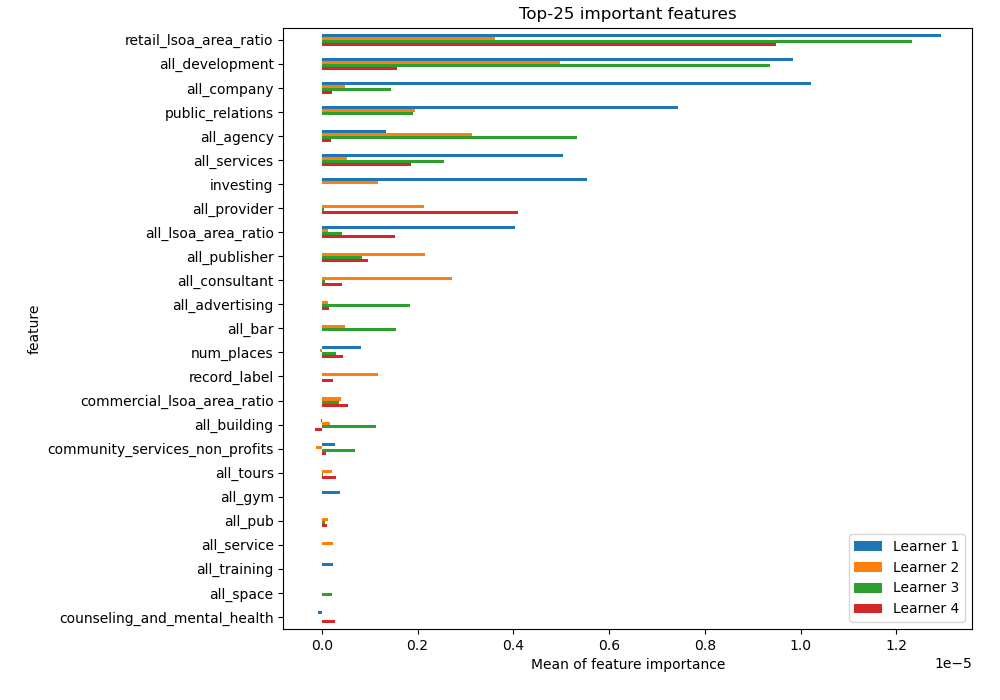 Top-25 important features
retail_lsoa_area_ratio
all_development
all_company
public_relations
all_agency
all_services
investing
all_provider
all_lsoa_area_ratio
all_publisher
all_consultant
all_advertising
all_bar
num_places
record_label
commercial_lsoa_area_ratio
all_building
community_services_non_profits
all_tours
all_gym
all_pub
all_service
all_training
all_space
counseling_and_mental_health
feature
Learner 1
Learner 2
Learner 3
Learner 4
0.0 0.2 0.4 0.6 0.8 1.0 1.2
1e−5
Mean of feature importance